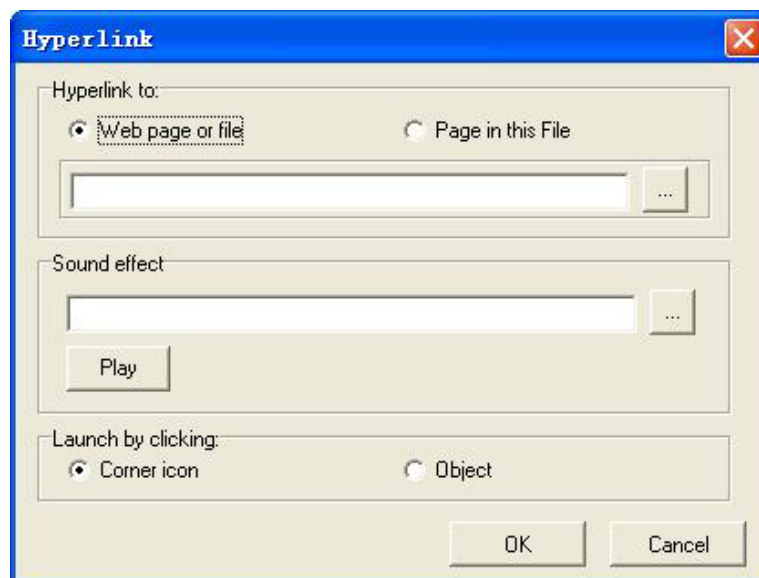 Hyperlink
Hyperlink to:
Web page or file Page in this File
...
Sound effect
...
Play
Launch by clicking:
Corner icon Object
OK Cancel